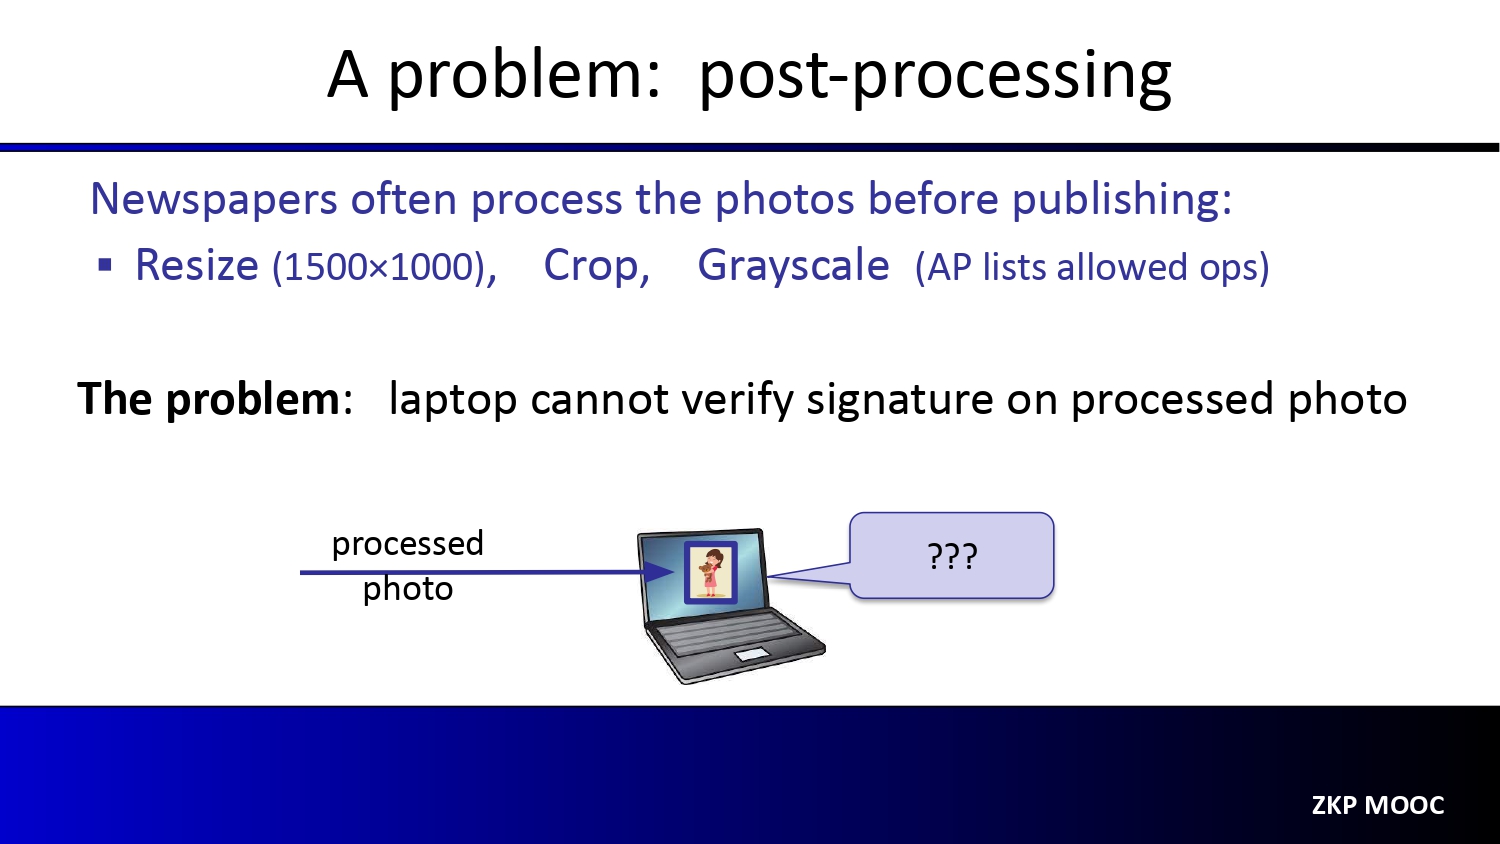 A problem: post-processing
Newspapers often process the photos before publishing:
▪ Resize (1500×1000), Crop, Grayscale (AP lists allowed ops)
The problem: laptop cannot verify signature on processed photo
processed
photo
???
ZKP MOOC